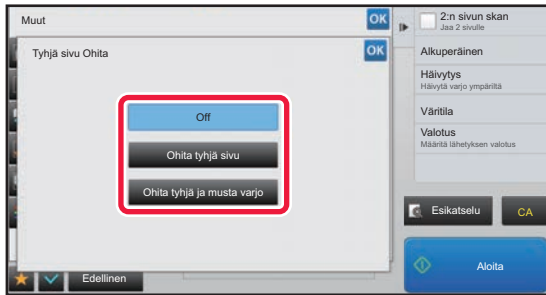 Muut
OK
Tyhjä sivu Ohita
OK
Off
Ohita tyhjä sivu
Ohita tyhjä ja musta varjo
Edellinen
2:n sivun skan
Jaa 2 sivulle
Alkuperäinen
Häivytys
Häivytä varjo ympäriltä
Väritila
Valotus
Määritä lähetyksen valotus
Esikatselu
CA
Aloita